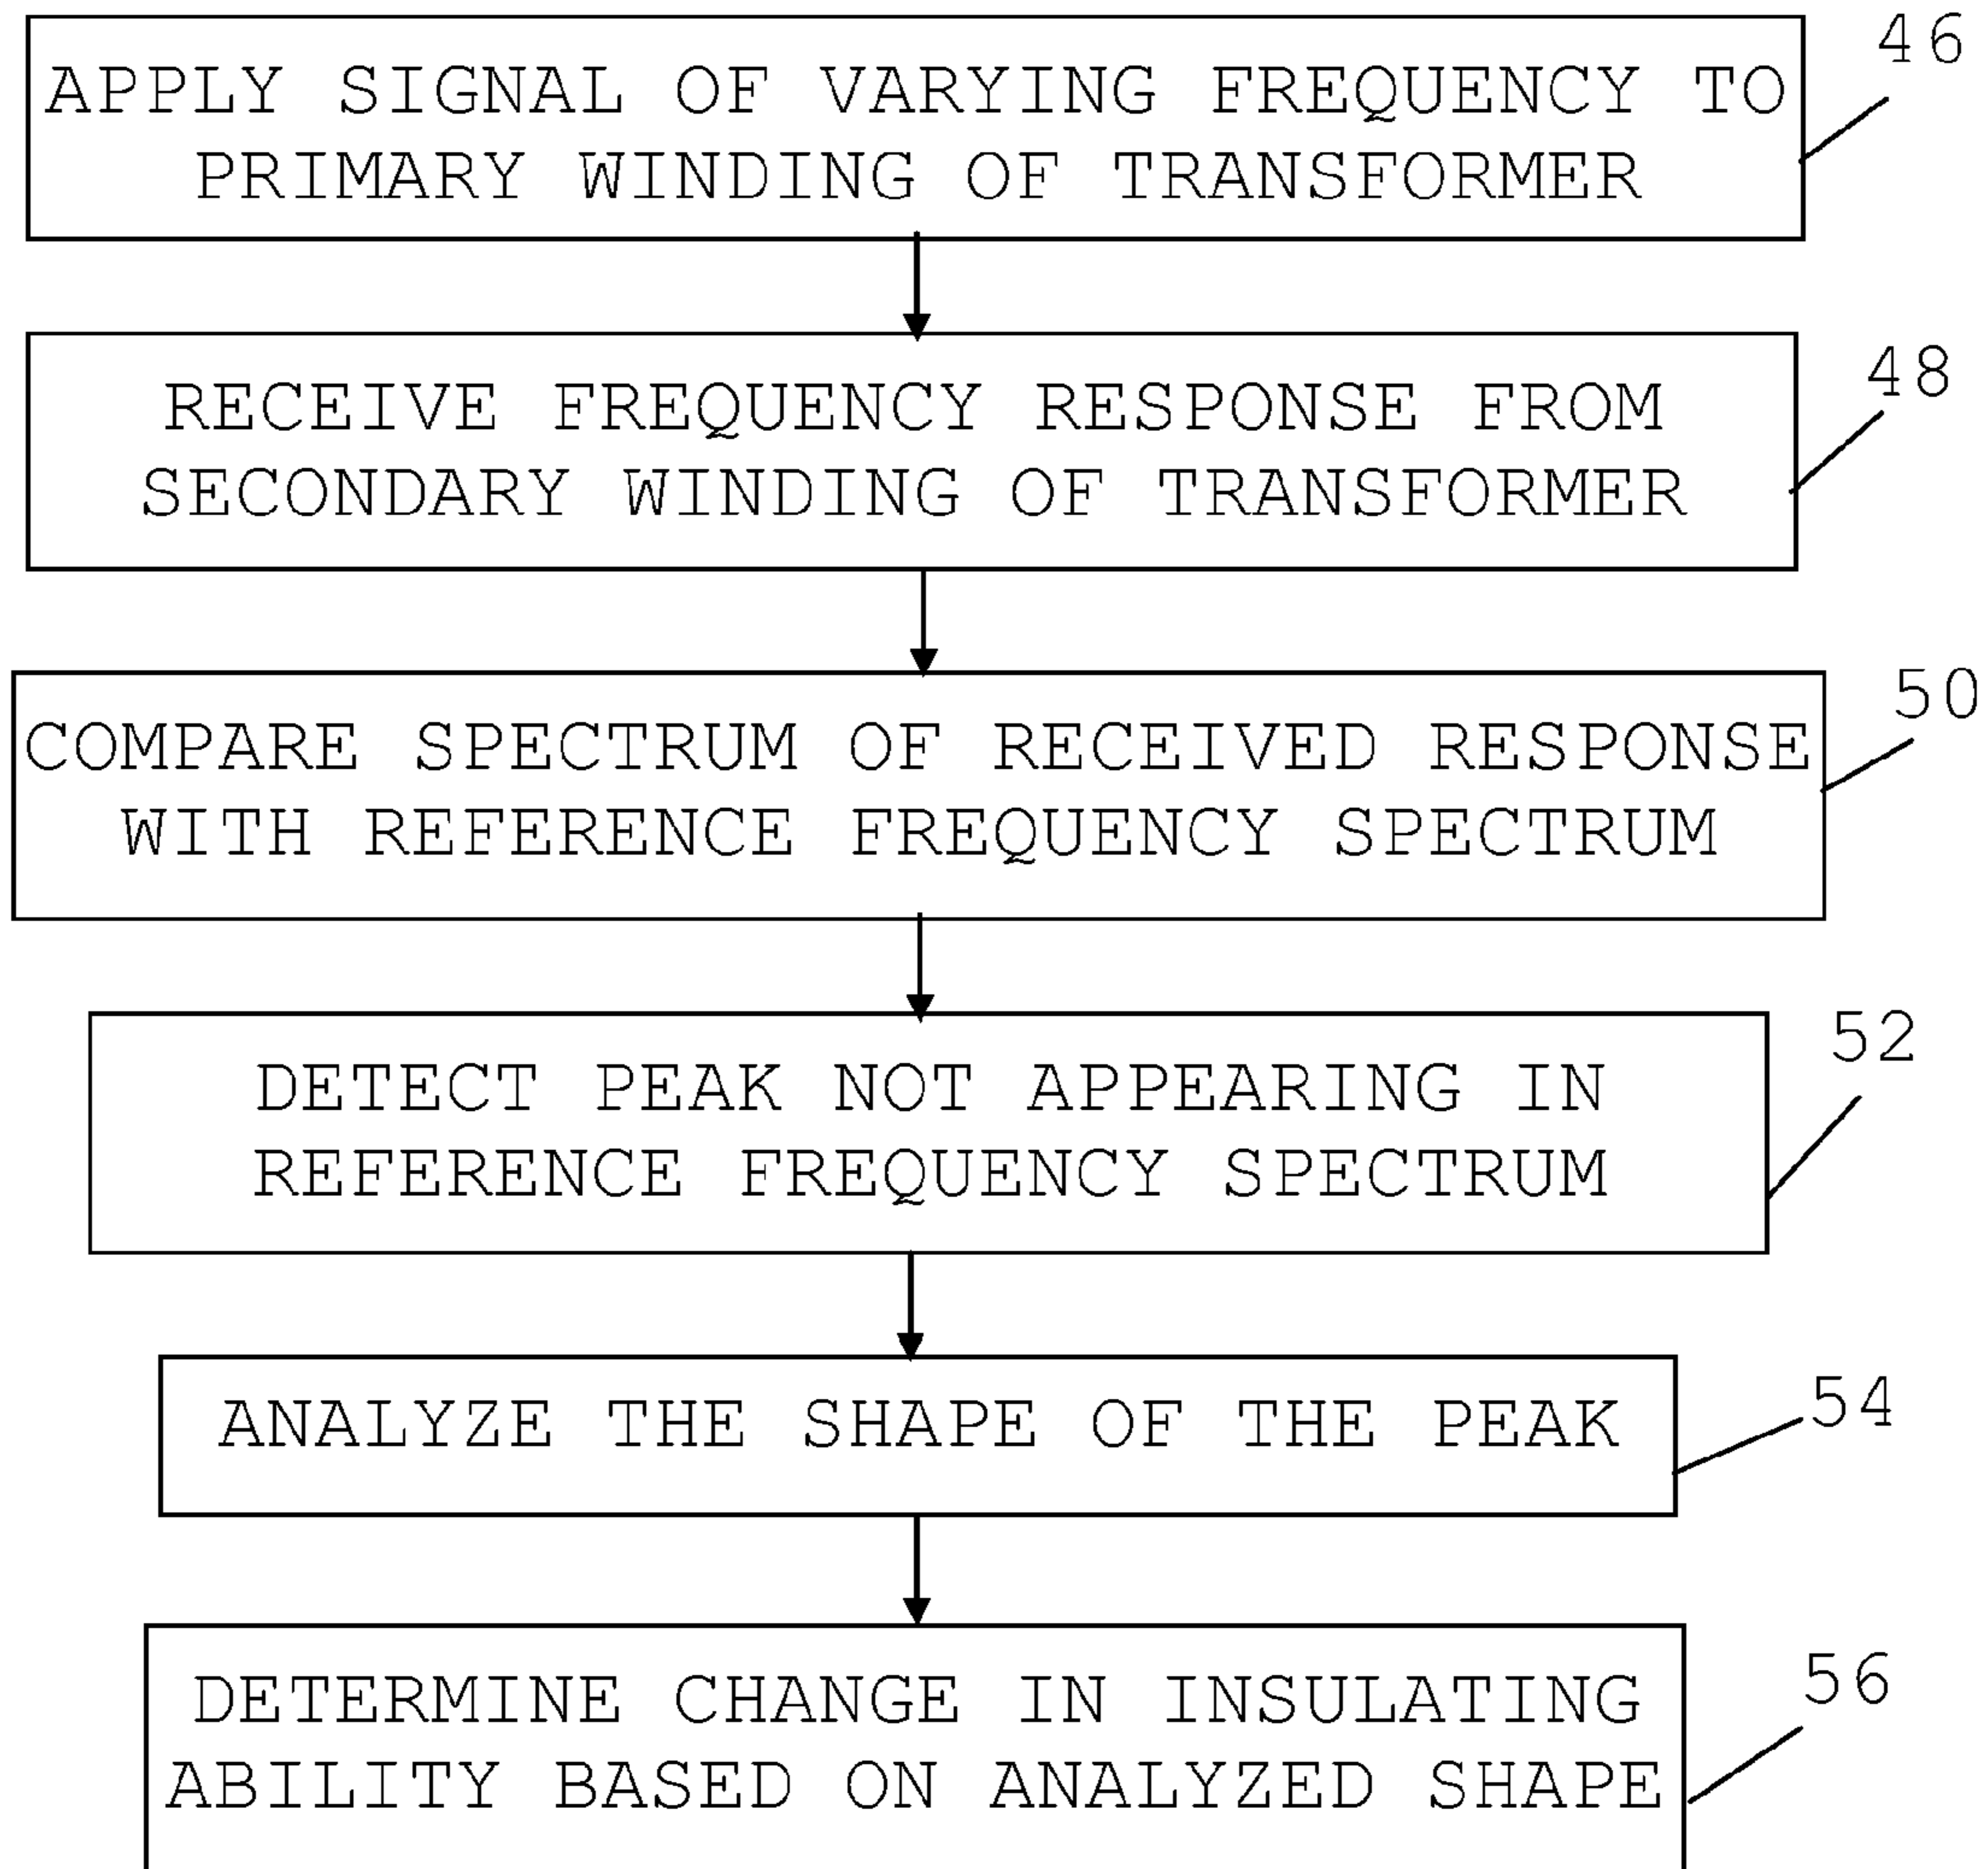 46
APPLY SIGNAL OF VARYING FREQUENCY TO
PRIMARY WINDING OF TRANSFORMER
48
RECEIVE FREQUENCY RESPONSE FROM
SECONDARY WINDING OF TRANSFORMER
50
COMPARE SPECTRUM OF RECEIVED RESPONSE
WITH REFERENCE FREQUENCY SPECTRUM
52
DETECT PEAK NOT APPEARING IN
REFERENCE FREQUENCY SPECTRUM
54
ANALYZE THE SHAPE OF THE PEAK
56
DETERMINE CHANGE IN INSULATING
ABILITY BASED ON ANALYZED SHAPE